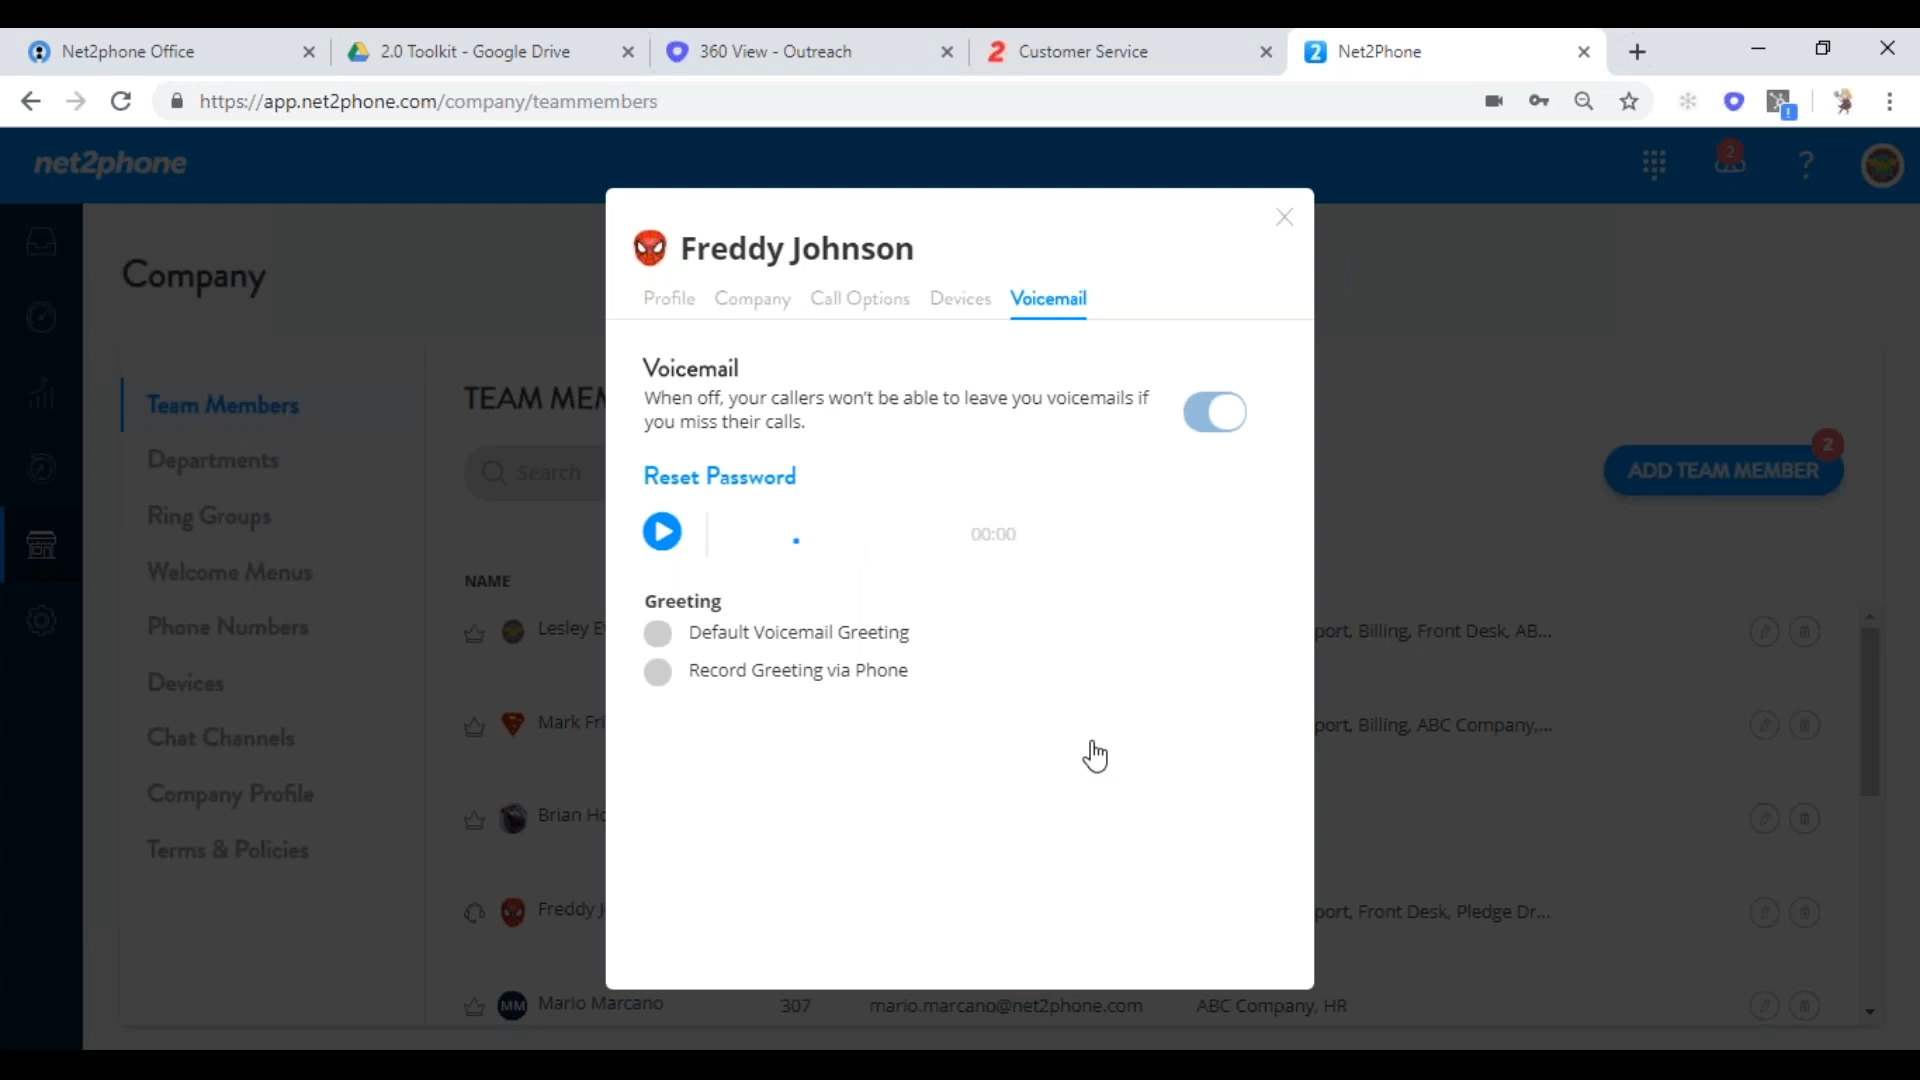 Net2phone Office
2.0 Toolkit - Google Drive
360 View - Outreach
2 Customer Service
2 Net2Phone
https://app.net2phone.com/company/teammembers
net2phone
2
?
Company
Team Members
Departments
Ring Groups
Welcome Menus
Phone Numbers
Devices
Chat Channels
Company Profile
Terms & Policies
Search
2
ADD TEAM MEMBER
NAME
Lesley
port, Billing, Front Desk, AB...
Mark
port, Billing, ABC Company,...
Brian
Freddy
port, Front Desk, Pledge Dr...
MM Mario Marcano 307 mario.marcano@net2phone.com ABC Company, HR
Freddy Johnson
Profile Company Call Options Devices Voicemail
Voicemail
When off, your callers won't be able to leave you voicemails if
you miss their calls.
Reset Password
00:00
Greeting
Default Voicemail Greeting
Record Greeting via Phone